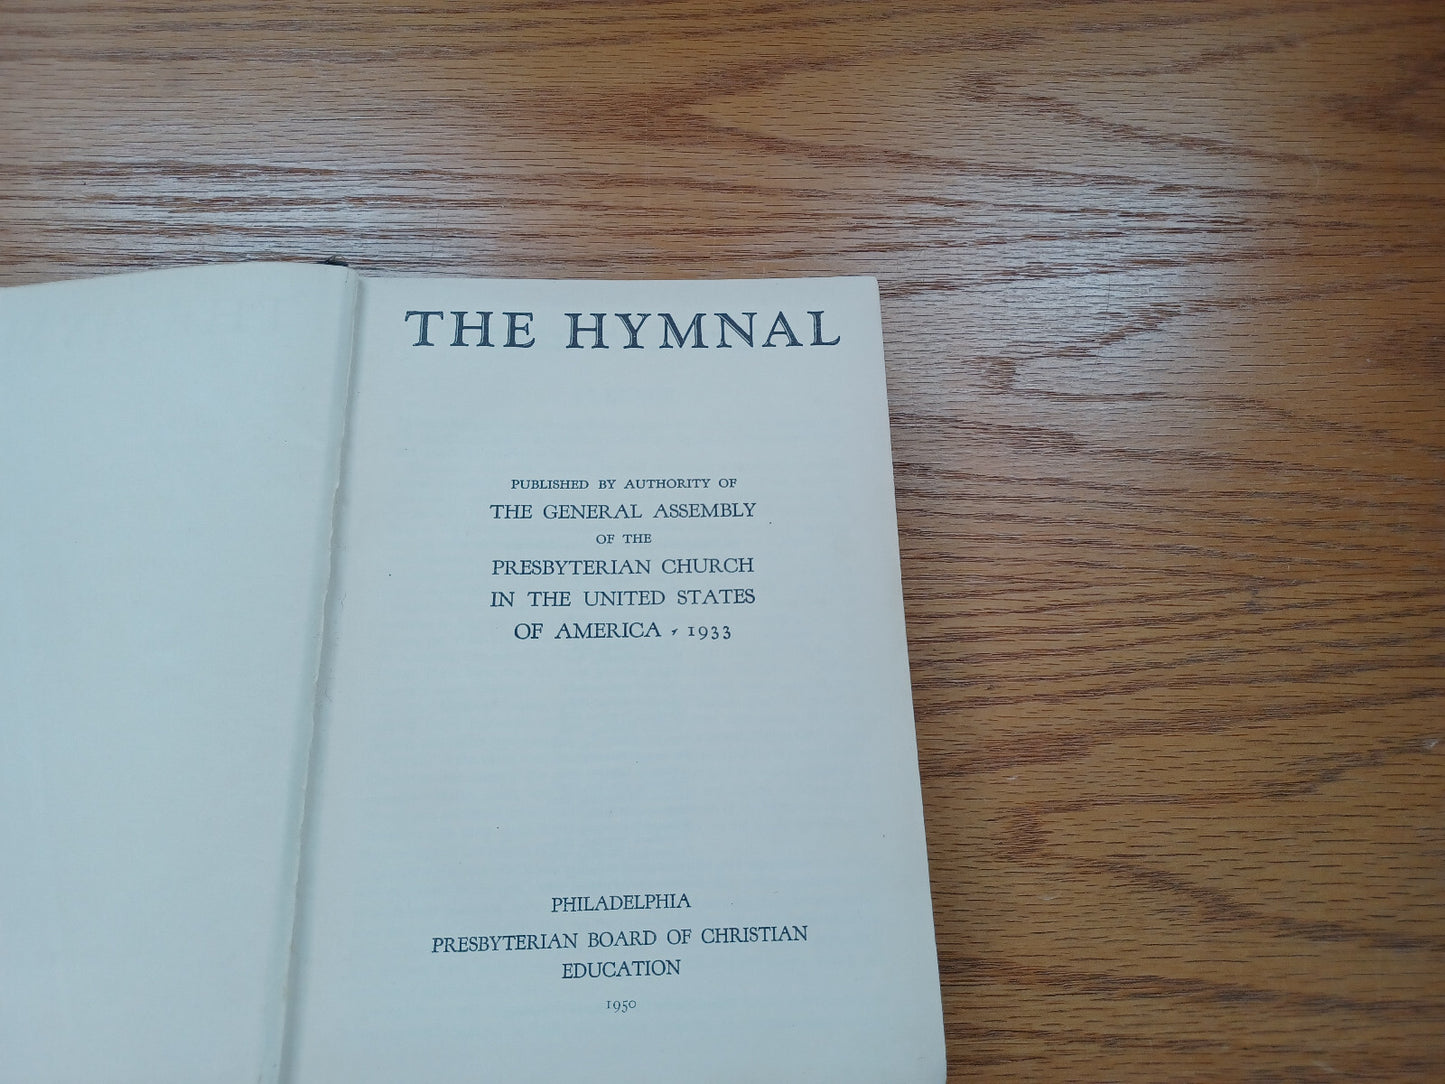 THE HYMNAL
PUBLISHED BY AUTHORITY OF
THE GENERAL ASSEMBLY
OF THE
PRESBYTERIAN CHURCH
IN THE UNITED STATES
OF AMERICA · 1933
PHILADELPHIA
PRESBYTERIAN BOARD OF CHRISTIAN
EDUCATION
1950